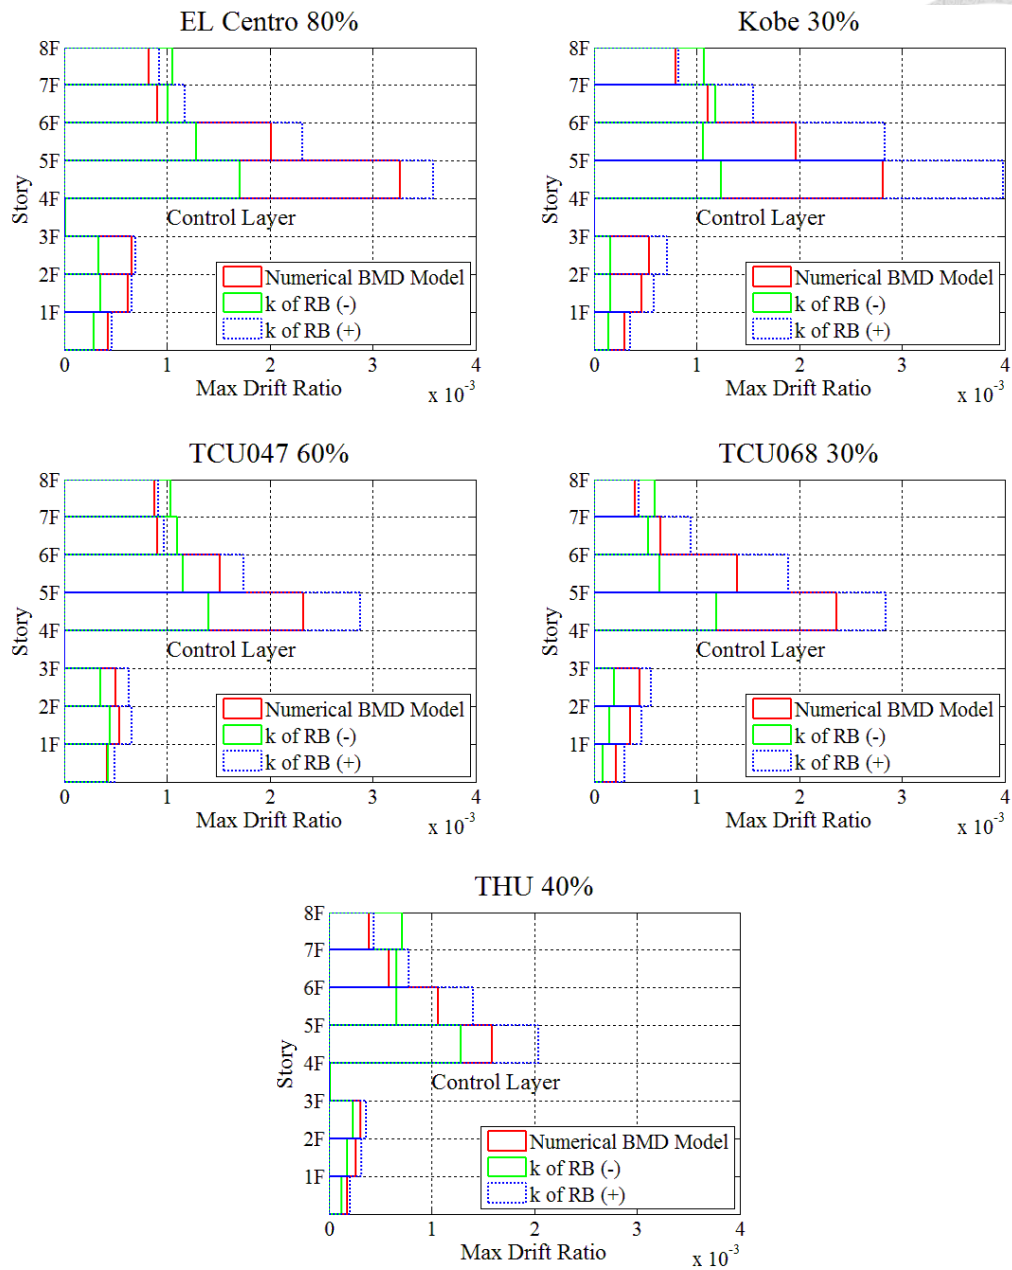 EL Centro 80%
8F
7F
6F
5F
4F
3F
2F
1F
Story
Control Layer
Numerical BMD Model
k of RB (-)
k of RB (+)
0 1 2 3 4
Max Drift Ratio
x 10-3
Kobe 30%
8F
7F
6F
5F
4F
3F
2F
1F
Story
Control Layer
Numerical BMD Model
k of RB (-)
k of RB (+)
0 1 2 3 4
Max Drift Ratio
x 10-3
TCU047 60%
8F
7F
6F
5F
4F
3F
2F
1F
Story
Control Layer
Numerical BMD Model
k of RB (-)
k of RB (+)
0 1 2 3 4
Max Drift Ratio
x 10-3
TCU068 30%
8F
7F
6F
5F
4F
3F
2F
1F
Story
Control Layer
Numerical BMD Model
k of RB (-)
k of RB (+)
0 1 2 3 4
Max Drift Ratio
x 10-3
THU 40%
8F
7F
6F
5F
4F
3F
2F
1F
Story
Control Layer
Numerical BMD Model
k of RB (-)
k of RB (+)
0 1 2 3 4
Max Drift Ratio
x 10-3